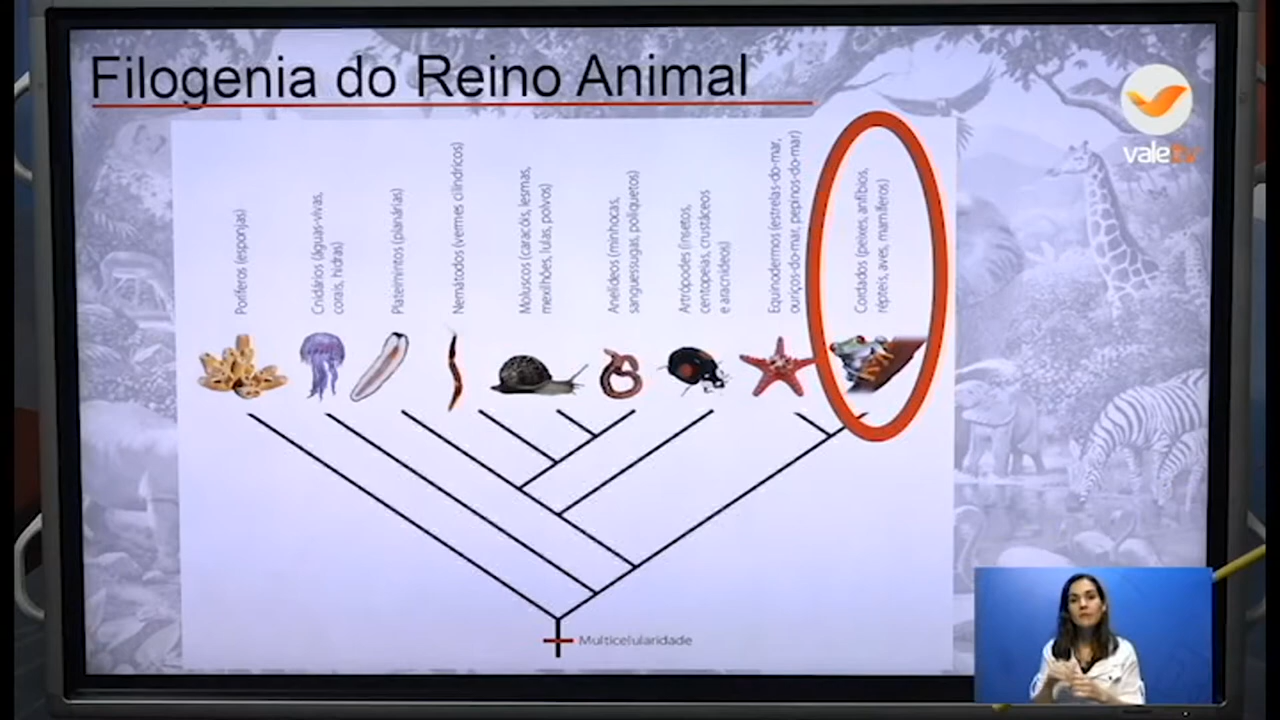 Filogenia do Reino Animal
valetv
Poríferos (esponjas)
Cnidários (águas-vivas,
corais, hidras)
Platelmintos (planárias)
Nematódos (vermes cilíndricos)
Moluscos (caracóis, lesmas,
mexilhões, lulas, polvos)
Anelídeos (minhocas,
sanguessugas, poliquetos)
Artrópodes (insetos,
centopeias, crustáceos
e aracnídeos)
Equinodermos (estrelas-do-mar,
ouriços-do-mar, pepinos-do-mar)
Cordados (peixes, anfíbios,
répteis, aves, mamíferos)
Multicelularidade